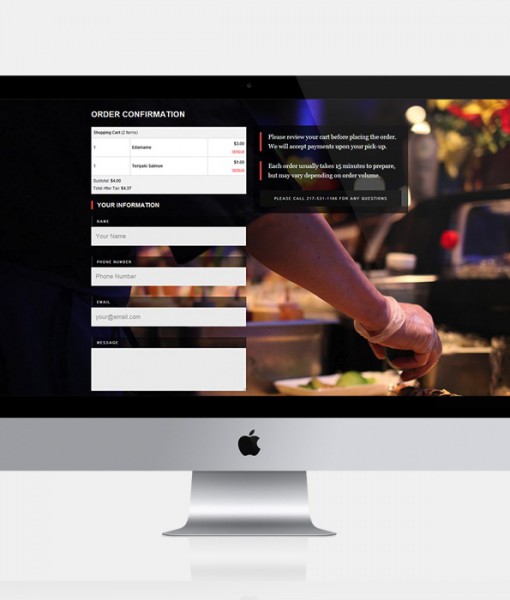 ORDER CONFIRMATION
Shopping Cart (2 Items)
1 Edamame $3.00
REMOVE
1 Teriyaki Salmon $1.00
REMOVE
Subtotal: $4.00
Total After Tax: $4.37
YOUR INFORMATION
NAME
Your Name
PHONE NUMBER
Phone Number
EMAIL
your@email.com
MESSAGE
Please review your cart before placing the order.
We will accept payments upon your pick-up.
Each order usually takes 15 minutes to prepare,
but may vary depending on order volume.
PLEASE CALL 217-531-1166 FOR ANY QUESTIONS